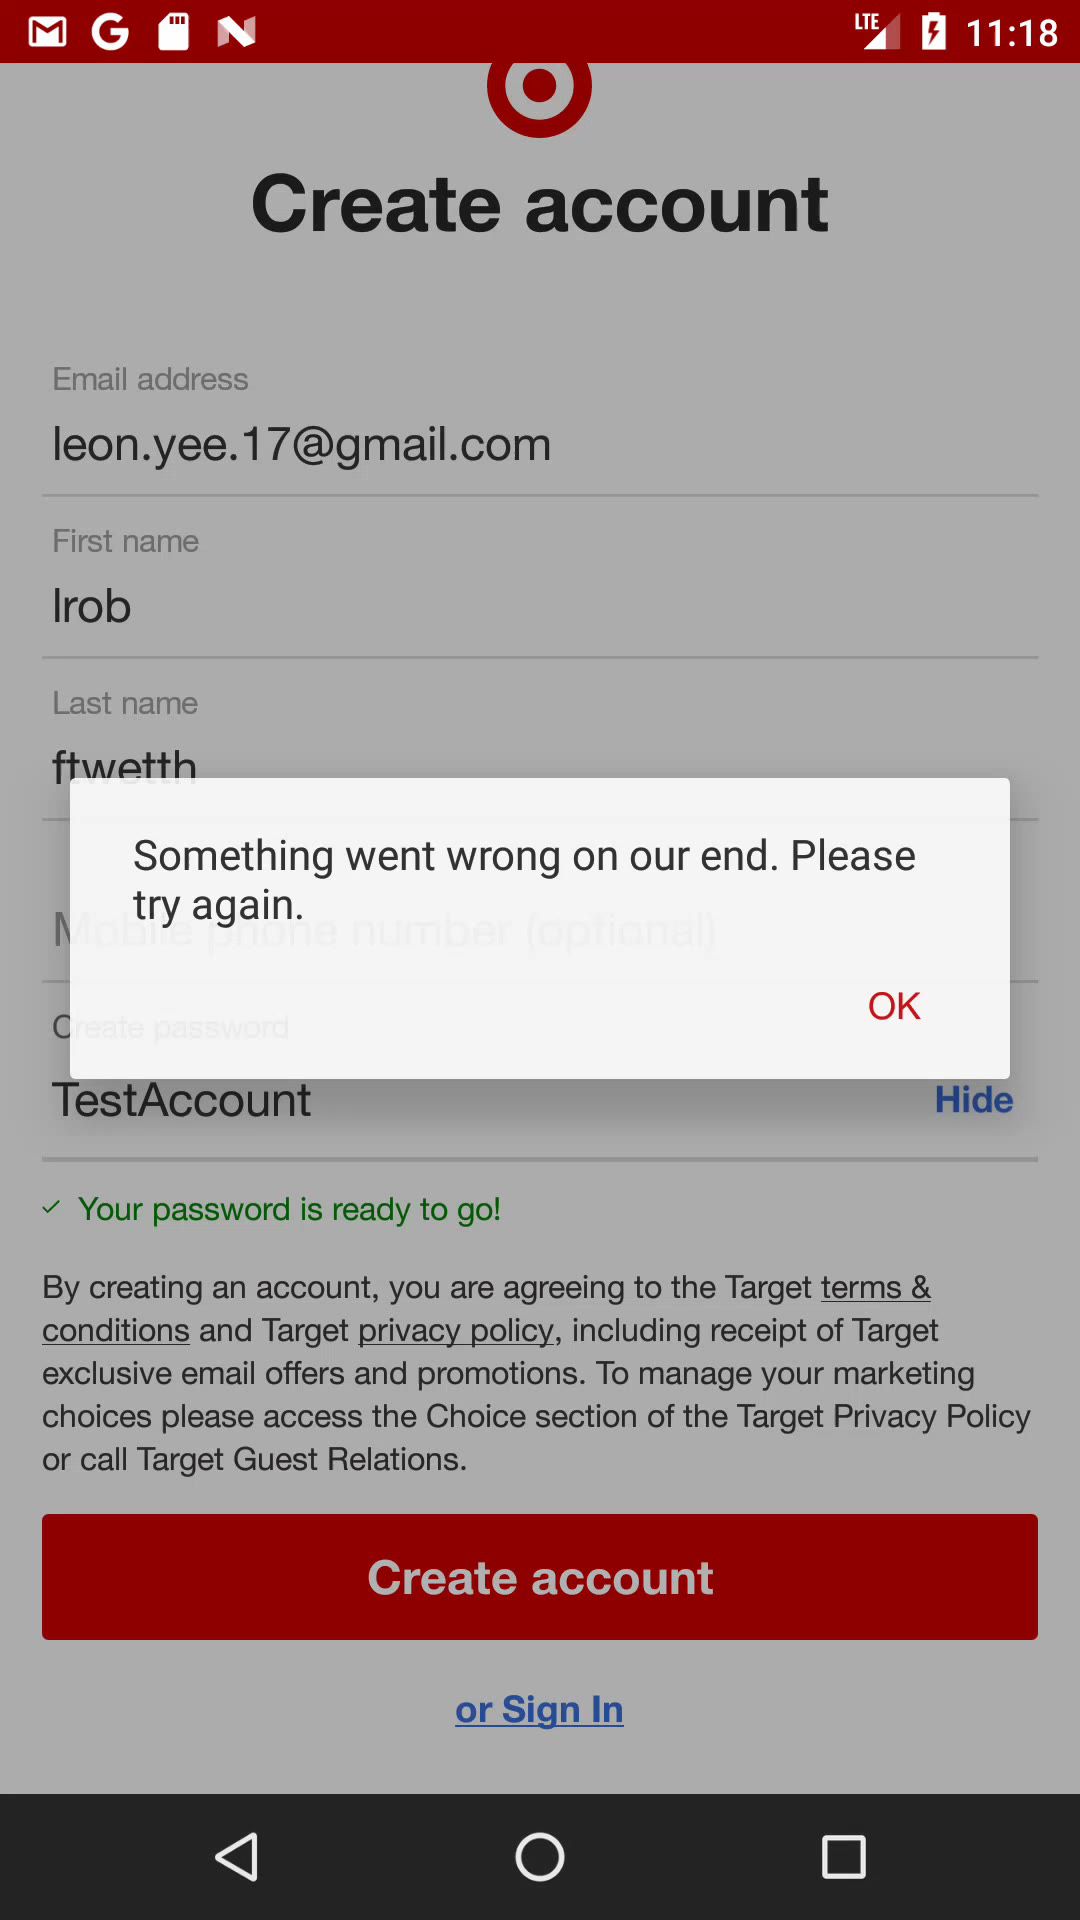 LTE 11:18
Create account
Email address
leon.yee.17@gmail.com
First name
lrob
Last name
ftwetth
Something went wrong on our end. Please
try again.
Mobile phone number (optional)
OK
Create password
TestAccount Hide
Your password is ready to go!
By creating an account, you are agreeing to the Target terms &
conditions and Target privacy policy, including receipt of Target
exclusive email offers and promotions. To manage your marketing
choices please access the Choice section of the Target Privacy Policy
or call Target Guest Relations.
Create account
or Sign In